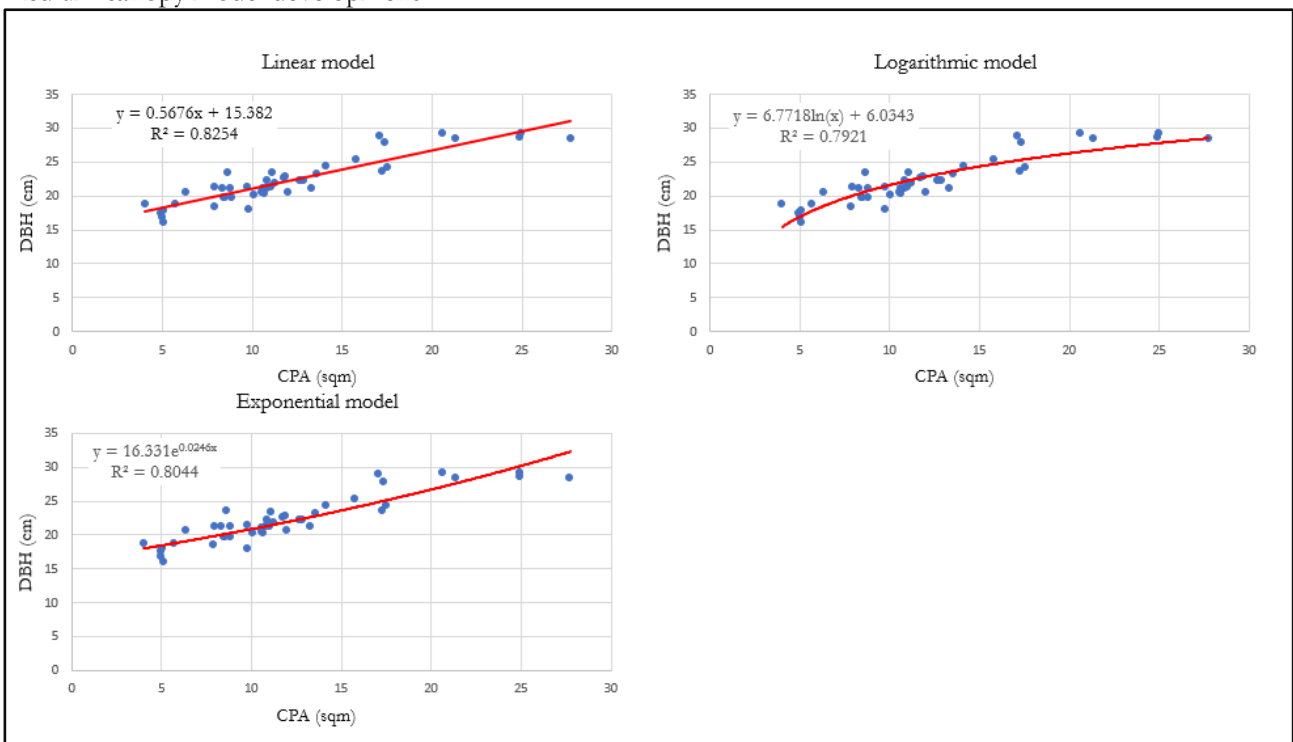 Linear model
y = 0.5676x + 15.382
R² = 0.8254
35
30
25
20
15
10
5
0
DBH (cm)
0 5 10 15 20 25 30
CPA (sqm)
Logarithmic model
y = 6.7718ln(x) + 6.0343
R² = 0.7921
35
30
25
20
15
10
5
0
DBH (cm)
0 5 10 15 20 25 30
CPA (sqm)
Exponential model
y = 16.331e^0.0246x
R² = 0.8044
35
30
25
20
15
10
5
0
DBH (cm)
0 5 10 15 20 25 30
CPA (sqm)